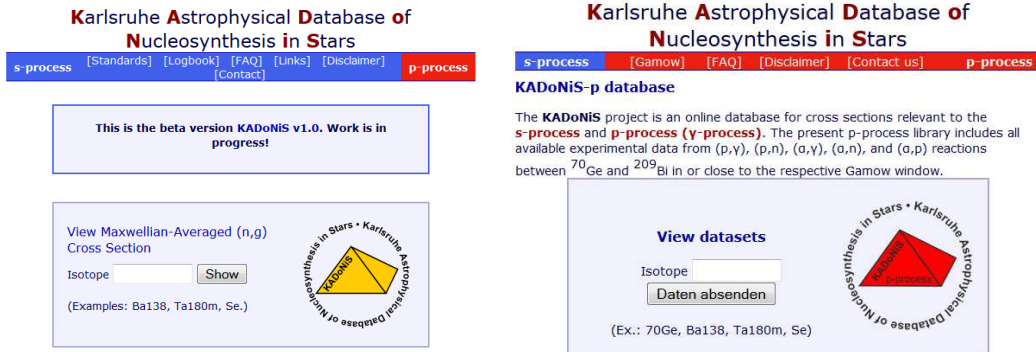 Karlsruhe Astrophysical Database of
Nucleosynthesis in Stars
s-process [Standards] [Logbook] [FAQ] [Links] [Disclaimer] p-process
[Contact]
This is the beta version KADoNiS v1.0. Work is in
progress!
View Maxwellian-Averaged (n,g)
Cross Section
Isotope Show
(Examples: Ba138, Ta180m, Se.)
Karlsruhe Astrophysical Database of Nucleosynthesis in Stars •
KADoNiS
Karlsruhe Astrophysical Database of
Nucleosynthesis in Stars
s-process [Gamow] [FAQ] [Disclaimer] [Contact us] p-process
KADoNiS-p database
The KADoNiS project is an online database for cross sections relevant to the
s-process and p-process (γ-process). The present p-process library includes all
available experimental data from (p,γ), (p,n), (α,γ), (α,n), and (α,p) reactions
between 70Ge and 209Bi in or close to the respective Gamow window.
View datasets
Isotope
Daten absenden
(Ex.: 70Ge, Ba138, Ta180m, Se)
Karlsruhe Astrophysical Database of Nucleosynthesis in Stars •
KADoNiS
p-process